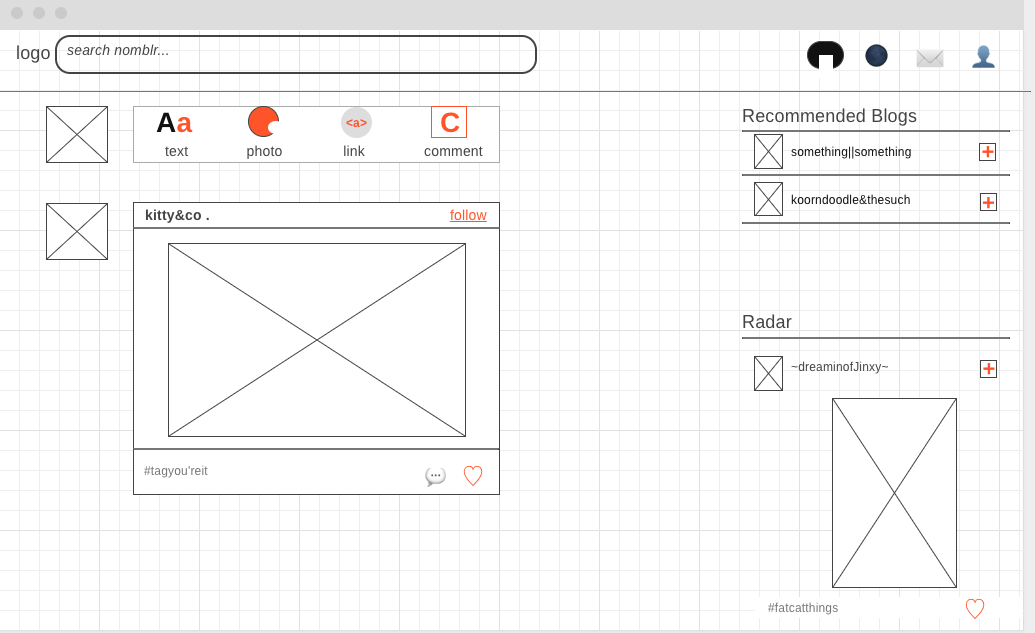 logo
search nomblr...
Aa
<a>
C
text
photo
link
comment
kitty&co .
follow
#tagyou'reit
Recommended Blogs
something||something
koorndoodle&thesuch
Radar
~dreaminofJinxy~
#fatcatthings